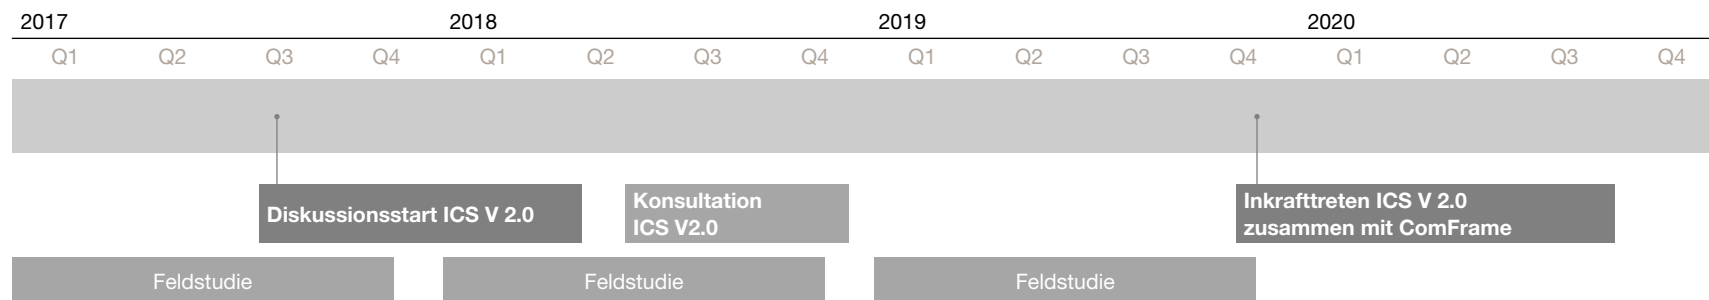 2017 2018 2019 2020
Q1 Q2 Q3 Q4 Q1 Q2 Q3 Q4 Q1 Q2 Q3 Q4 Q1 Q2 Q3 Q4
Diskussionsstart ICS V 2.0
Konsultation
ICS V2.0
Inkrafttreten ICS V 2.0
zusammen mit ComFrame
Feldstudie Feldstudie Feldstudie